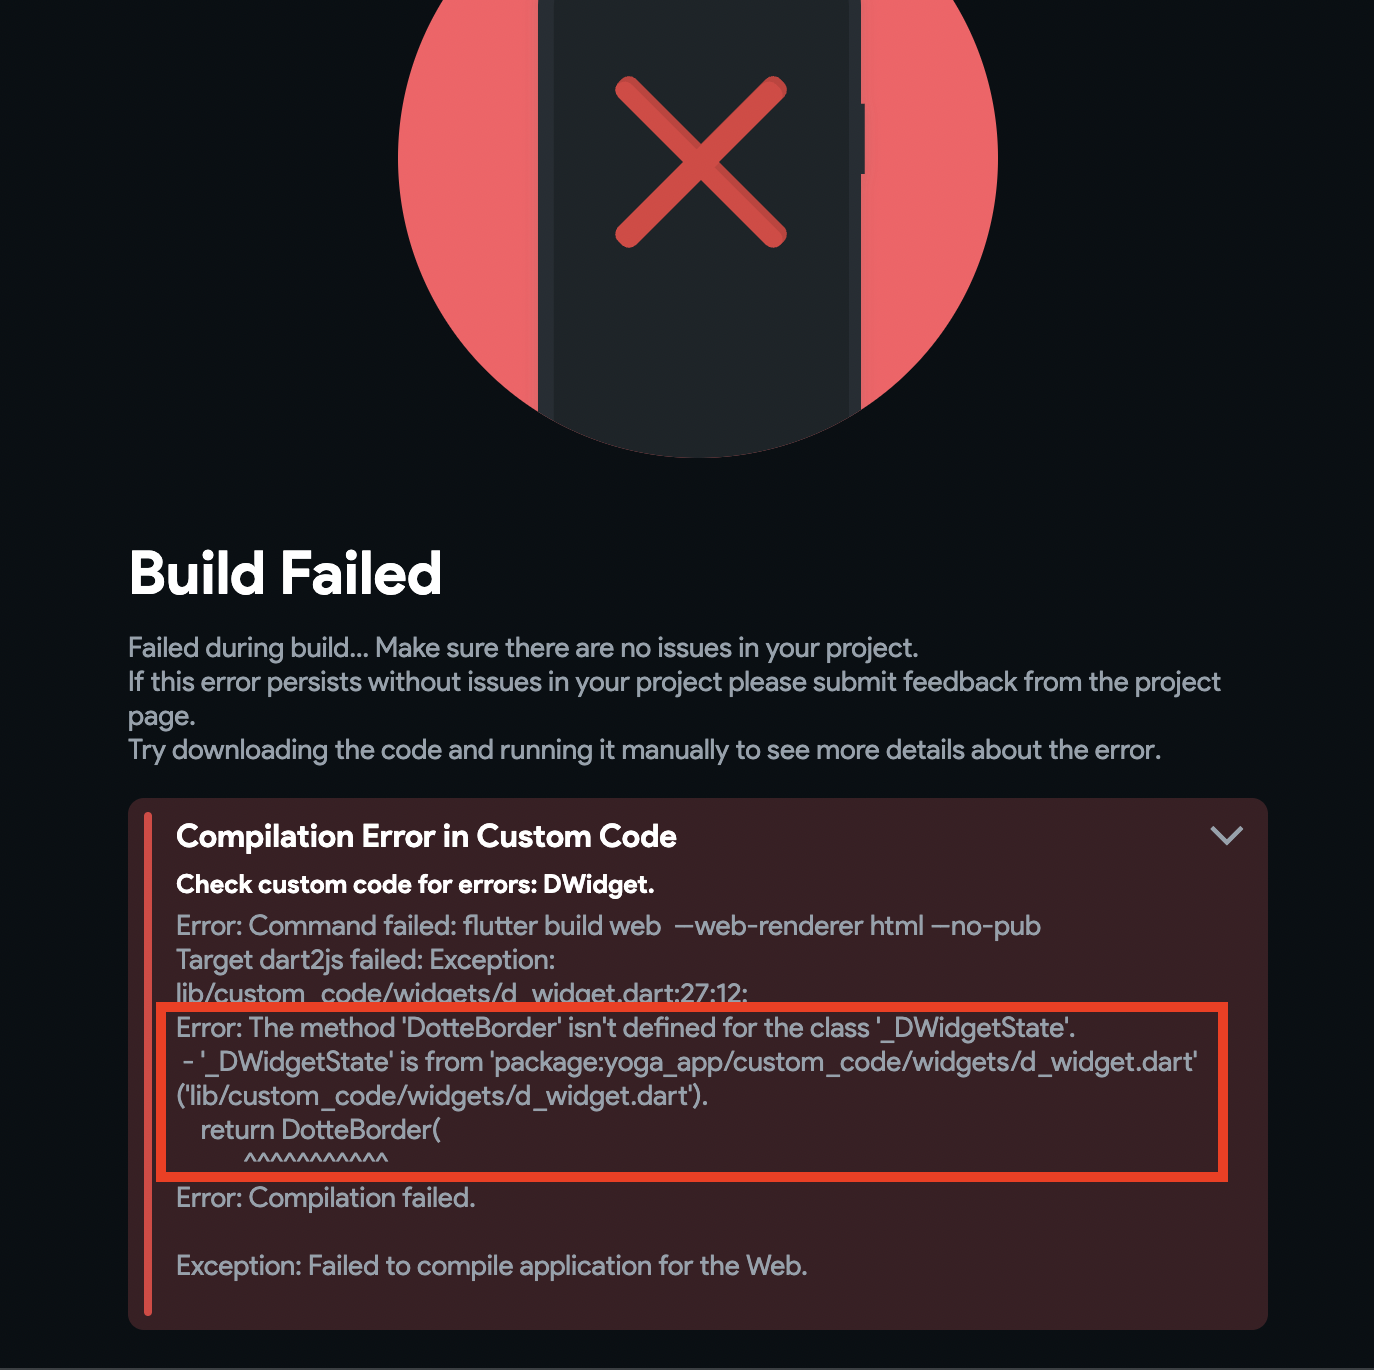 Build Failed
Failed during build... Make sure there are no issues in your project.
If this error persists without issues in your project please submit feedback from the project
page.
Try downloading the code and running it manually to see more details about the error.
Compilation Error in Custom Code
Check custom code for errors: DWidget.
Error: Command failed: flutter build web —web-renderer html —no-pub
Target dart2js failed: Exception:
lib/custom_code/widgets/d_widget.dart:27:12:
Error: The method 'DotteBorder' isn't defined for the class '_DWidgetState'.
- '_DWidgetState' is from 'package:yoga_app/custom_code/widgets/d_widget.dart'
('lib/custom_code/widgets/d_widget.dart').
return DotteBorder(
^^^^^^^^^^^
Error: Compilation failed.
Exception: Failed to compile application for the Web.